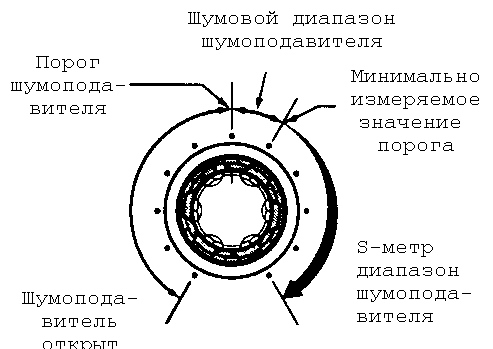 Шумовой диапазон
шумоподавителя
Порог
шумопода-
вителя
Минимально
измеряемое
значение
порога
S-метр
диапазон
шумопода-
вителя
Шумопода-
витель
открыт